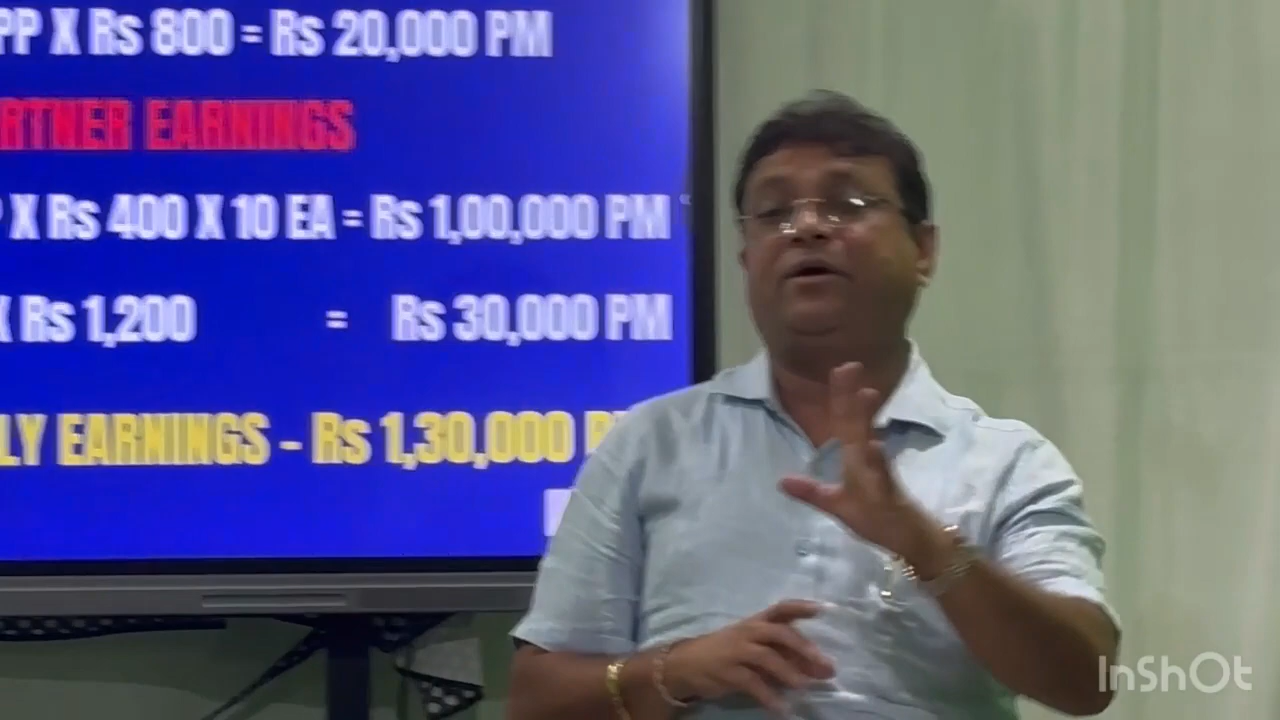 PP X Rs 800 = Rs 20,000 PM
RTNER EARNINGS
X Rs 400 X 10 EA = Rs 1,00,000 PM
X Rs 1,200 = Rs 30,000 PM
LY EARNINGS - Rs 1,30,000 P
InShOt